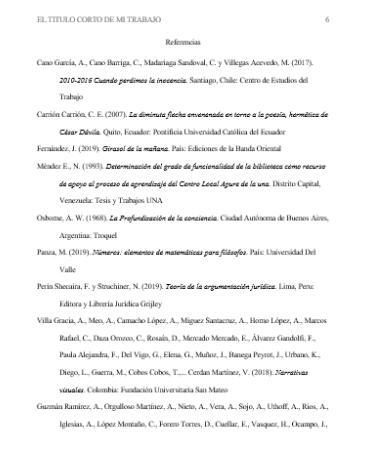 EL TITULO CORTO DE MI TRABAJO 6
Referencias
Cano García, A., Cano Barriga, C., Madariaga Sandoval, C. y Villegas Acevedo, M. (2017).
2010-2016 Cuando perdimos la inocencia. Santiago, Chile: Centro de Estudios del
Trabajo
Carrión Carrión, C. E. (2007). La diminuta flecha envenenada en torno a la poesía, hermética de
César Dávila. Quito, Ecuador: Pontificia Universidad Católica del Ecuador
Fernández, J. (2019). Girasol de la mañana. País: Ediciones de la Banda Oriental
Méndez E., N. (1993). Determinación del grado de funcionalidad de la biblioteca como recurso
de apoyo al proceso de aprendizaje del Centro Local Apure de la una. Distrito Capital,
Venezuela: Tesis y Trabajos UNA
Osborne, A. W. (1968). La Profundización de la conciencia. Ciudad Autónoma de Buenos Aires,
Argentina: Troquel
Panza, M. (2019). Números: elementos de matemáticas para filósofos. País: Universidad Del
Valle
Perin Shecaira, F. y Struchiner, N. (2019). Teoría de la argumentación jurídica. Lima, Peru:
Editora y Librería Jurídica Grijley
Villa Gracia, A., Meo, A., Camacho López, A., Miguez Santacruz, A., Horno López, A., Marcos
Rafael, C., Daza Orozco, C., Rosaín, D., Mercado Mercado, E., Álvarez Gandolfi, F.,
Paula Alejandra, F., Del Vigo, G., Elena, G., Muñoz, J., Banega Peyrot, J., Urbano, K.,
Diego, L., Guerra, M., Cobos Cobos, T.,... Cerdan Martínez, V. (2018). Narrativas
visuales. Colombia: Fundación Universitaria San Mateo
Guzmán Ramírez, A., Orgulloso Martínez, A., Nieto, A., Vera, A., Sojo, A., Uthoff, A., Rios, A.,
Iglesias, A., López Montaño, C., Forero Torres, D., Cuellar, E., Vasquez, H., Ocampo, J.,